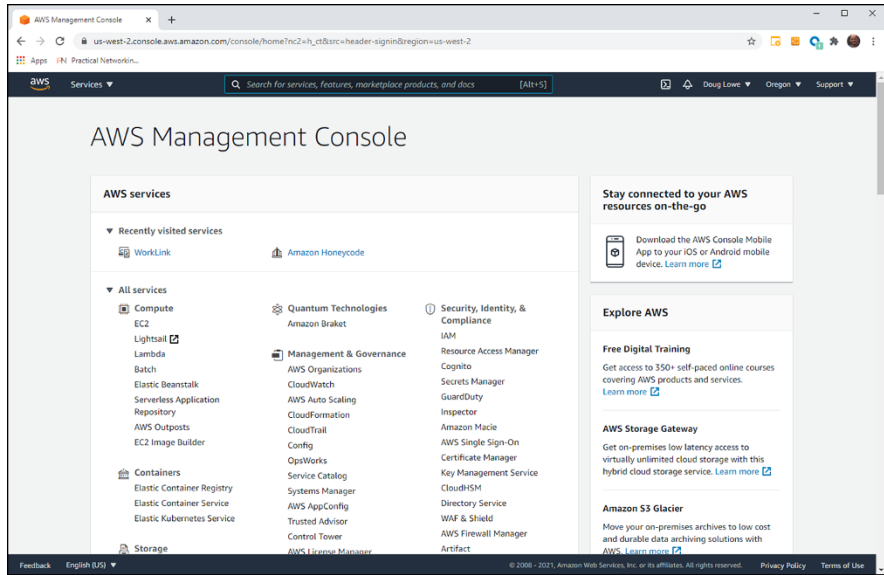 AWS Management Console
us-west-2.console.aws.amazon.com/console/home?nc2=h_ct&src=header-signin&region=us-west-2
Apps
Practical Networkin...
aws
Services
Search for services, features, marketplace products, and docs
[Alt+S]
Doug Lowe
Oregon
Support
AWS Management Console
AWS services
Recently visited services
WorkLink
Amazon Honeycode
All services
Compute
EC2
Lightsail
Lambda
Batch
Elastic Beanstalk
Serverless Application
Repository
AWS Outposts
EC2 Image Builder
Containers
Elastic Container Registry
Elastic Container Service
Elastic Kubernetes Service
Storage
Quantum Technologies
Amazon Braket
Management & Governance
AWS Organizations
CloudWatch
AWS Auto Scaling
CloudFormation
CloudTrail
Config
OpsWorks
Service Catalog
Systems Manager
AWS AppConfig
Trusted Advisor
Control Tower
AWS License Manager
Security, Identity, &
Compliance
IAM
Resource Access Manager
Cognito
Secrets Manager
GuardDuty
Inspector
Amazon Macie
AWS Single Sign-On
Certificate Manager
Key Management Service
CloudHSM
Directory Service
WAF & Shield
AWS Firewall Manager
Artifact
Stay connected to your AWS
resources on-the-go
Download the AWS Console Mobile
App to your iOS or Android mobile
device. Learn more
Explore AWS
Free Digital Training
Get access to 350+ self-paced online courses
covering AWS products and services.
Learn more
AWS Storage Gateway
Get on-premises low latency access to
virtually unlimited cloud storage with this
hybrid cloud storage service. Learn more
Amazon S3 Glacier
Move your on-premises archives to low cost
and durable data archiving solutions with
AWS. Learn more
Feedback
English (US)
© 2008 - 2021, Amazon Web Services, Inc. or its affiliates. All rights reserved.
Privacy Policy
Terms of Use